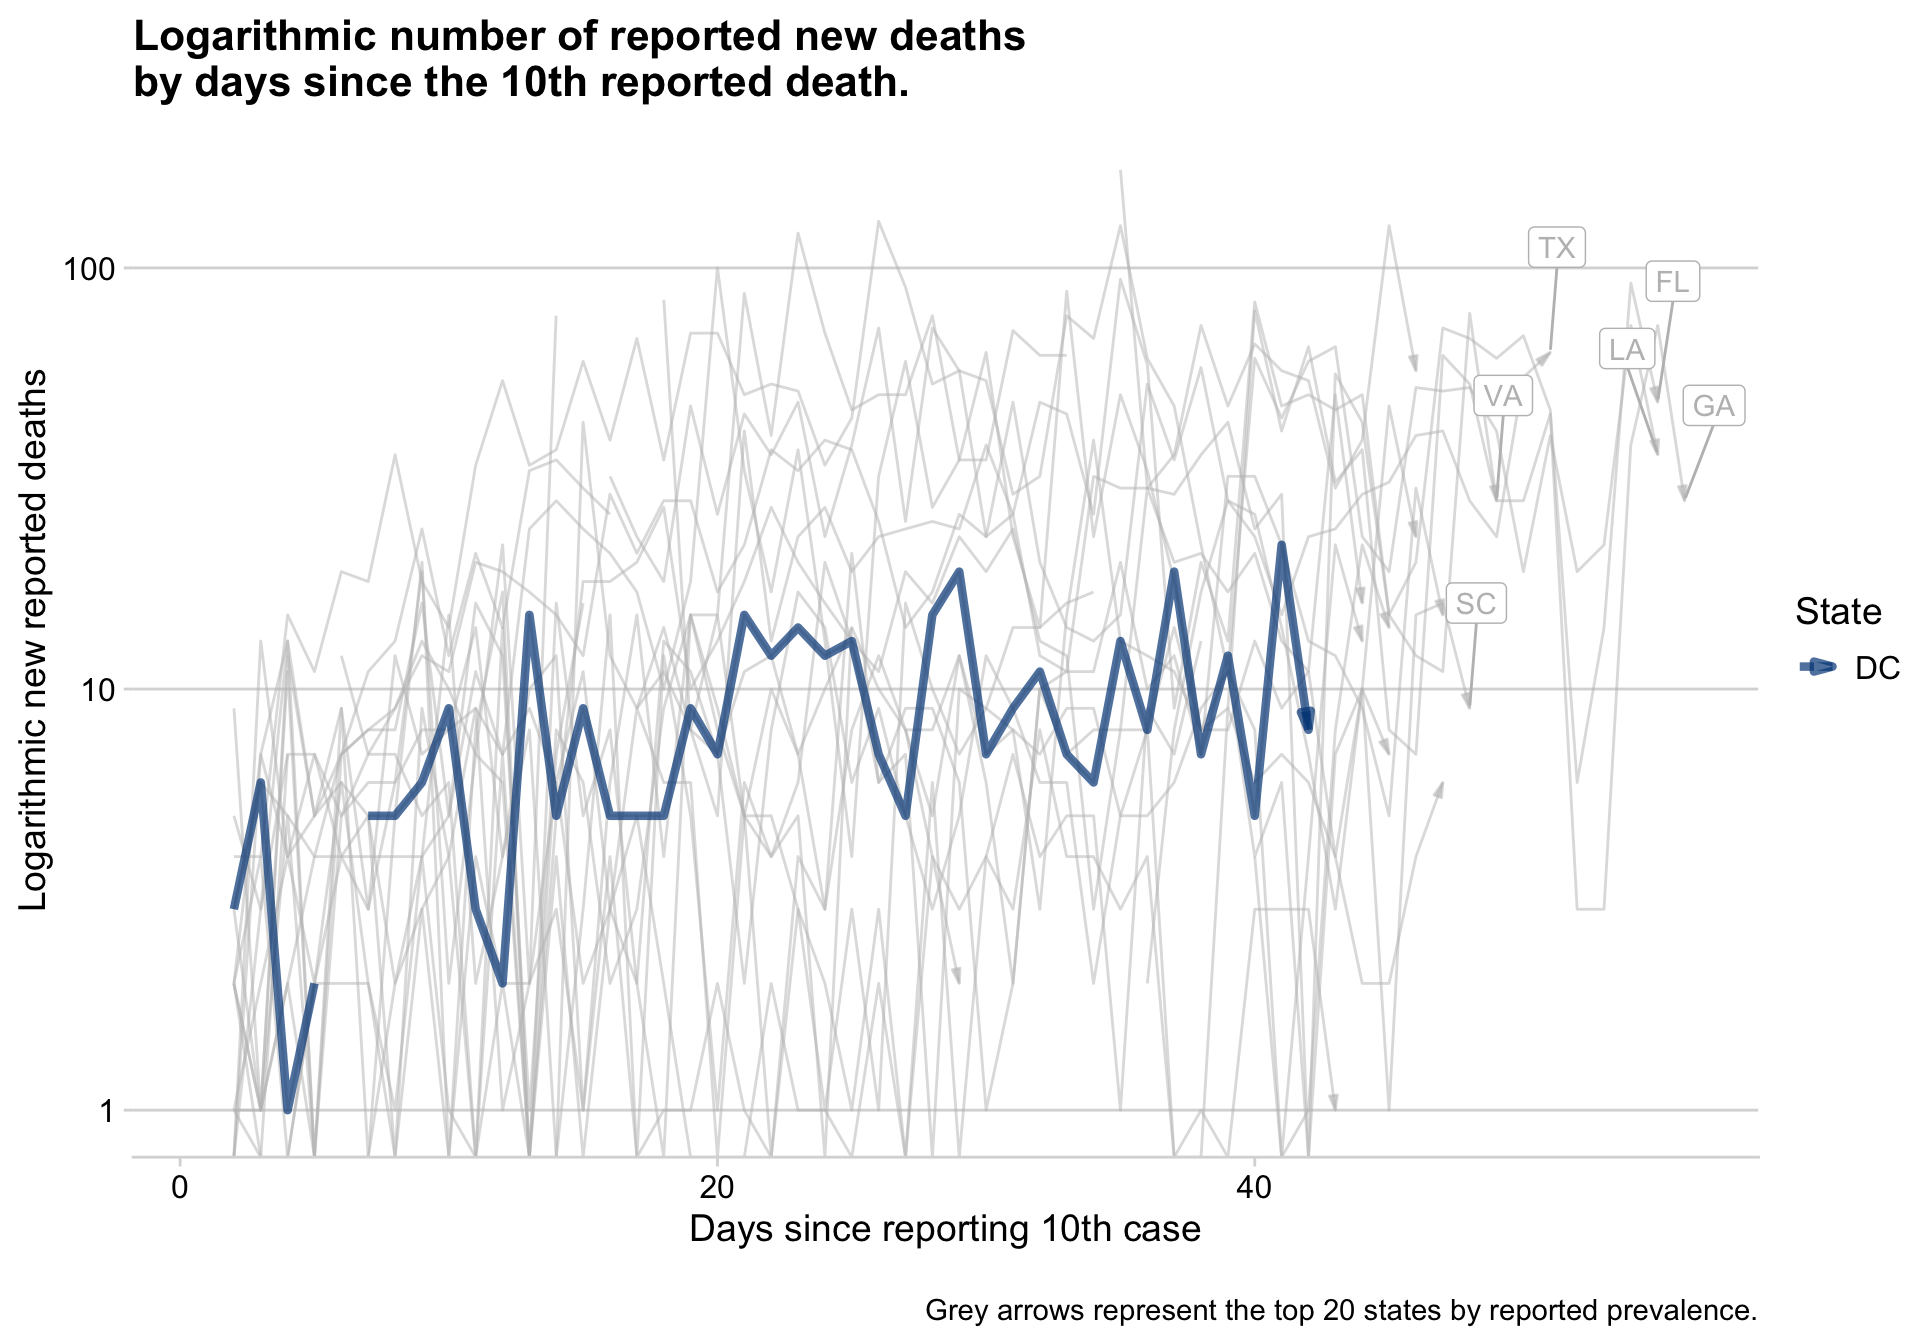 Logarithmic number of reported new deaths
by days since the 10th reported death.
Logarithmic new reported deaths
100
10
1
TX
FL
LA
VA
GA
SC
State
DC
0
20
40
Days since reporting 10th case
Grey arrows represent the top 20 states by reported prevalence.